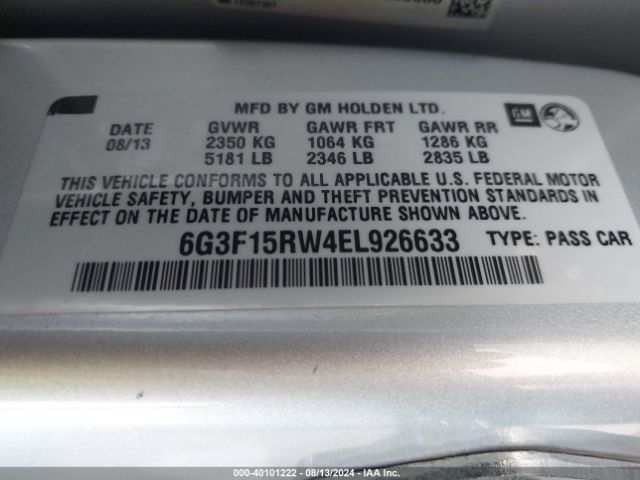 MFD BY GM HOLDEN LTD.
GM
DATE GVWR GAWR FRT GAWR RR
08/13 2350 KG 1064 KG 1286 KG
5181 LB 2346 LB 2835 LB
THIS VEHICLE CONFORMS TO ALL APPLICABLE U.S. FEDERAL MOTOR
VEHICLE SAFETY, BUMPER AND THEFT PREVENTION STANDARDS IN
EFFECT ON THE DATE OF MANUFACTURE SHOWN ABOVE.
6G3F15RW4EL926633 TYPE: PASS CAR
000-40101222 - 08/13/2024 - IAA Inc.